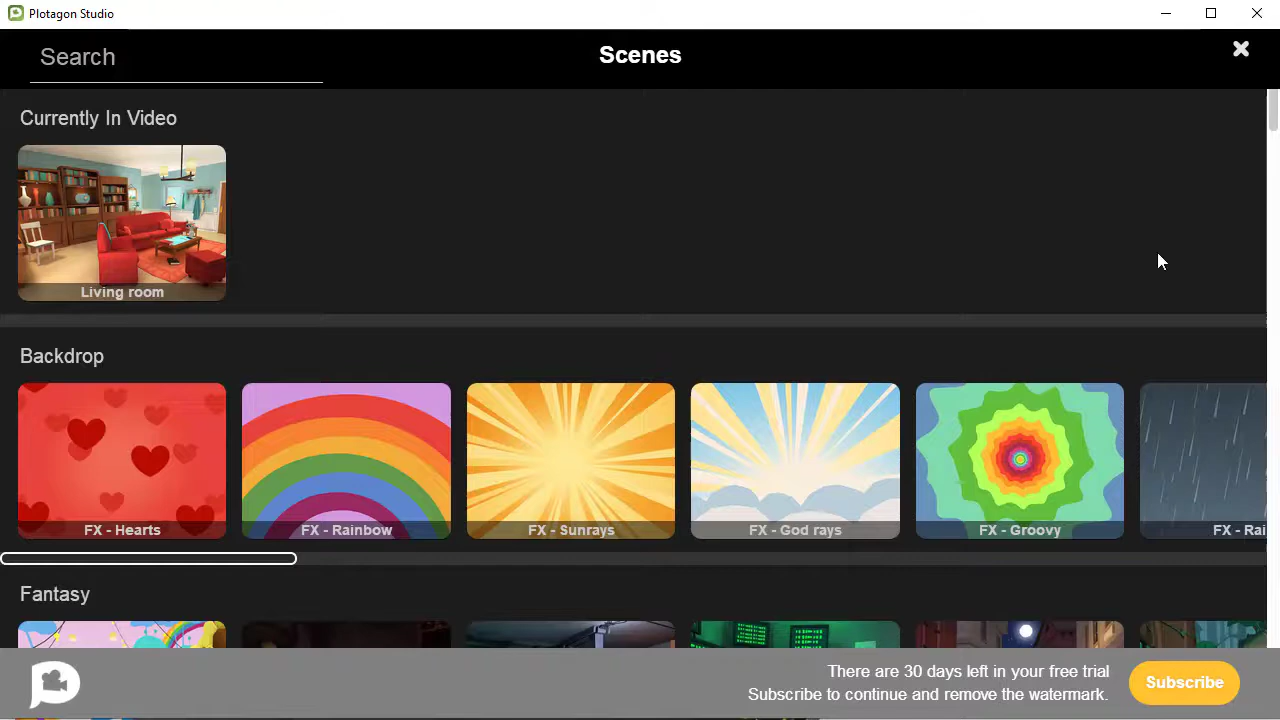 Plotagon Studio
Search
Scenes
Currently In Video
Living room
Backdrop
FX - Hearts
FX - Rainbow
FX - Sunrays
FX - God rays
FX - Groovy
FX - Rai
Fantasy
There are 30 days left in your free trial
Subscribe to continue and remove the watermark.
Subscribe